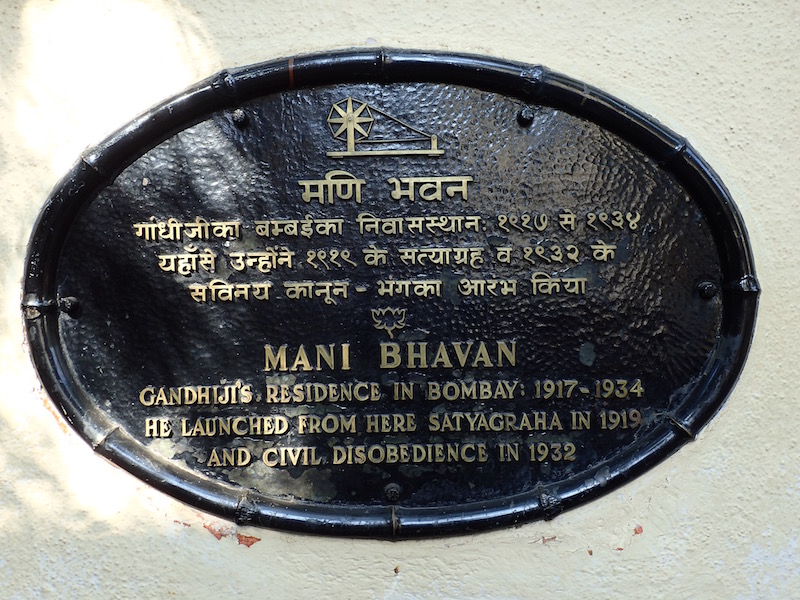 मणि भवन
गांधीजीका बम्बईका निवासस्थान: १९१७ से १९३४
यहाँसे उन्होंने १९१९ के सत्याग्रह व १९३२ के
सविनय कानून - भंगका आरंभ किया
MANI BHAVAN
GANDHIJI'S RESIDENCE IN BOMBAY: 1917-1934
HE LAUNCHED FROM HERE SATYAGRAHA IN 1919
AND CIVIL DISOBEDIENCE IN 1932